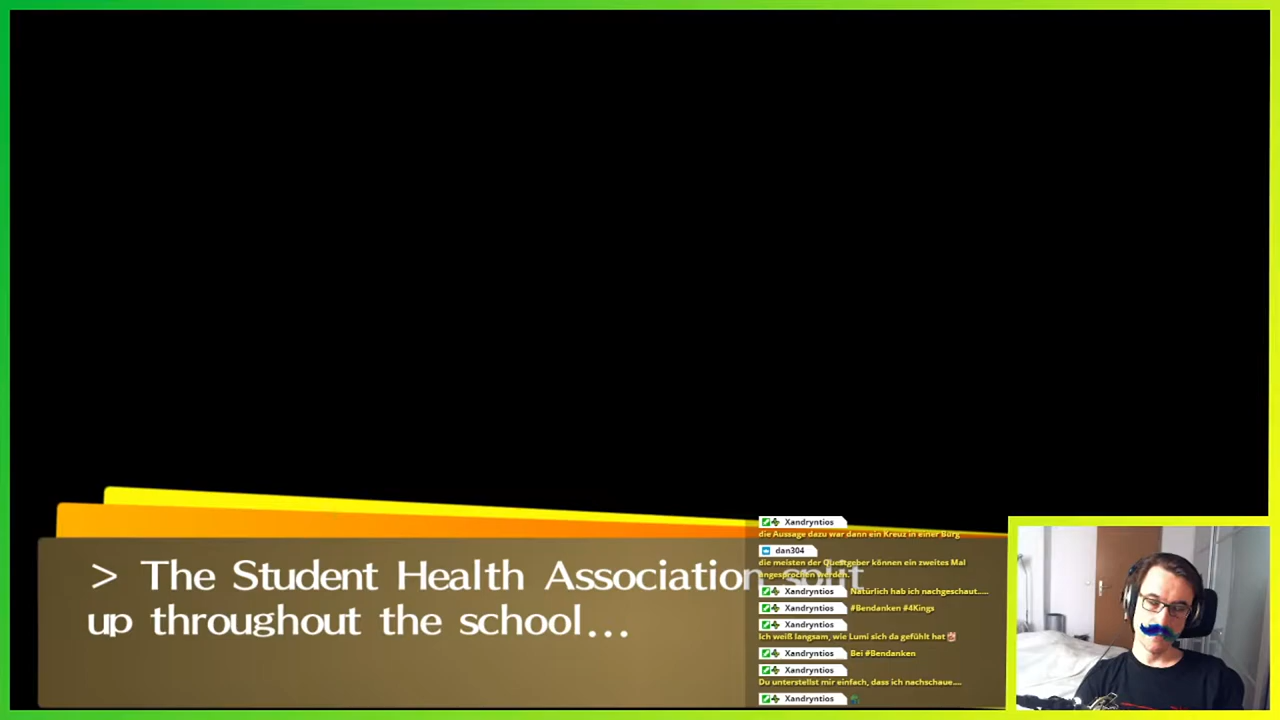 > The Student Health Association split
up throughout the school...
Xandryntios
die Aussage dazu war dann ein Kreuz in einer Burg
dan304
die meisten der Questgeber können ein zweites Mal
angesprochen werden.
Xandryntios Natürlich hab ich nachgeschaut.....
Xandryntios #Bendanken #4Kings
Xandryntios
Ich weiß langsam, wie Lumi sich da gefühlt hat
Xandryntios Bei #Bendanken
Xandryntios
Du unterstellst mir einfach, dass ich nachschaue....
Xandryntios